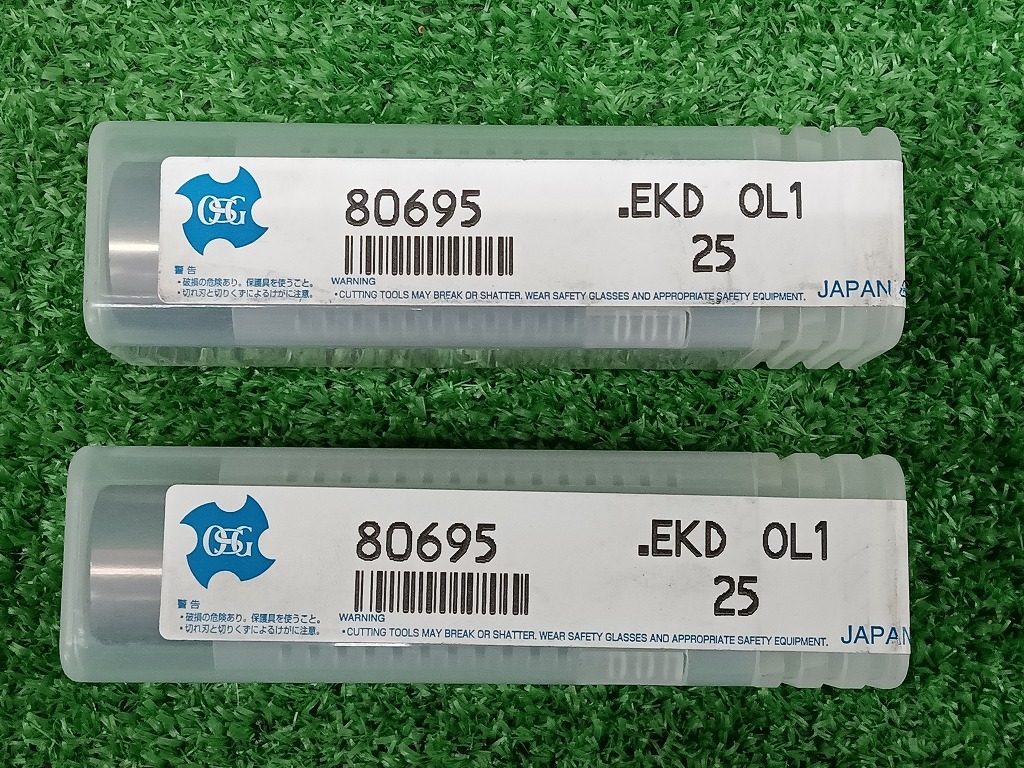 OSG
80695
.EKD OL1
25
警告
・破損の危険あり。保護具を使うこと。
・切れ刃と切りくずによるけがに注意。
WARNING
・CUTTING TOOLS MAY BREAK OR SHATTER. WEAR SAFETY GLASSES AND APPROPRIATE SAFETY EQUIPMENT.
JAPAN &
OSG
80695
.EKD OL1
25
警告
・破損の危険あり。保護具を使うこと。
・切れ刃と切りくずによるけがに注意。
WARNING
・CUTTING TOOLS MAY BREAK OR SHATTER. WEAR SAFETY GLASSES AND APPROPRIATE SAFETY EQUIPMENT.
JAPAN